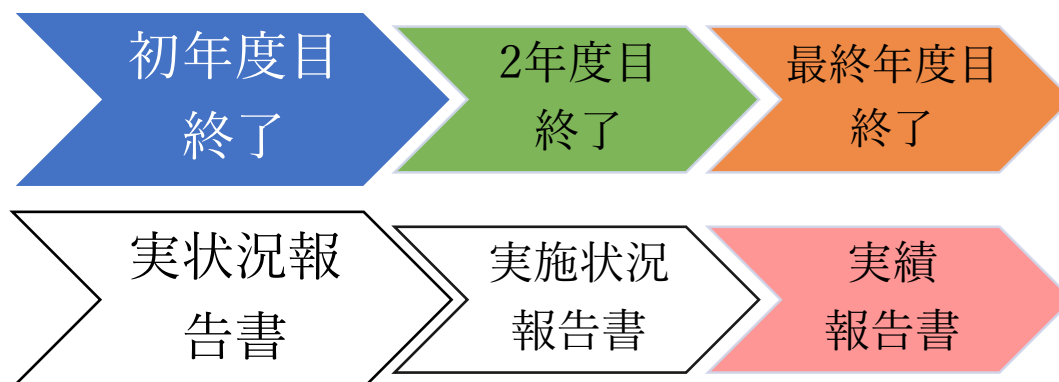 初年度目
終了
2年度目
終了
最終年度目
終了
実状況報
告書
実施状況
報告書
実績
報告書